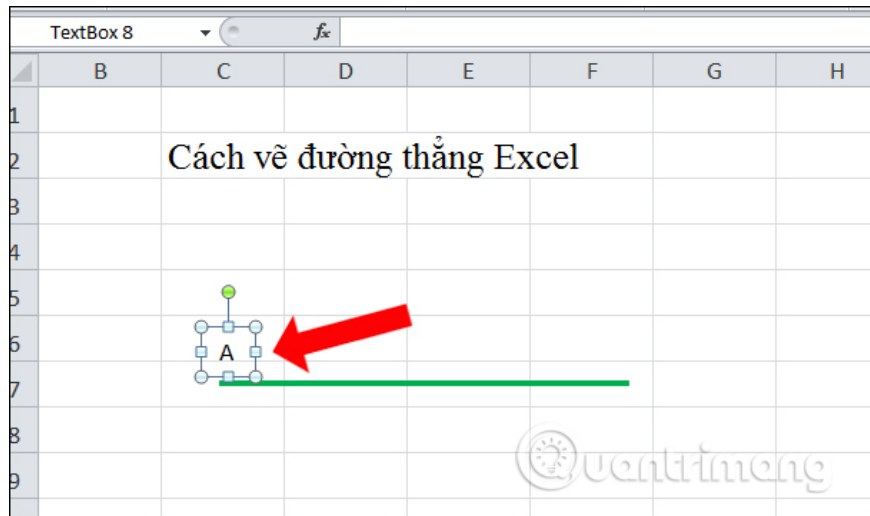 TextBox 8 fx
B C D E F G H
1
2 Cách vẽ đường thẳng Excel
3
4
5
6 A
7
8
9
Quantrimang